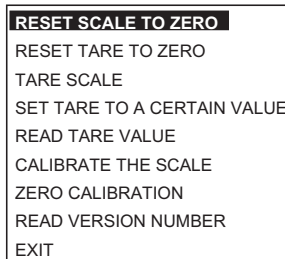 RESET SCALE TO ZERO
RESET TARE TO ZERO
TARE SCALE
SET TARE TO A CERTAIN VALUE
READ TARE VALUE
CALIBRATE THE SCALE
ZERO CALIBRATION
READ VERSION NUMBER
EXIT